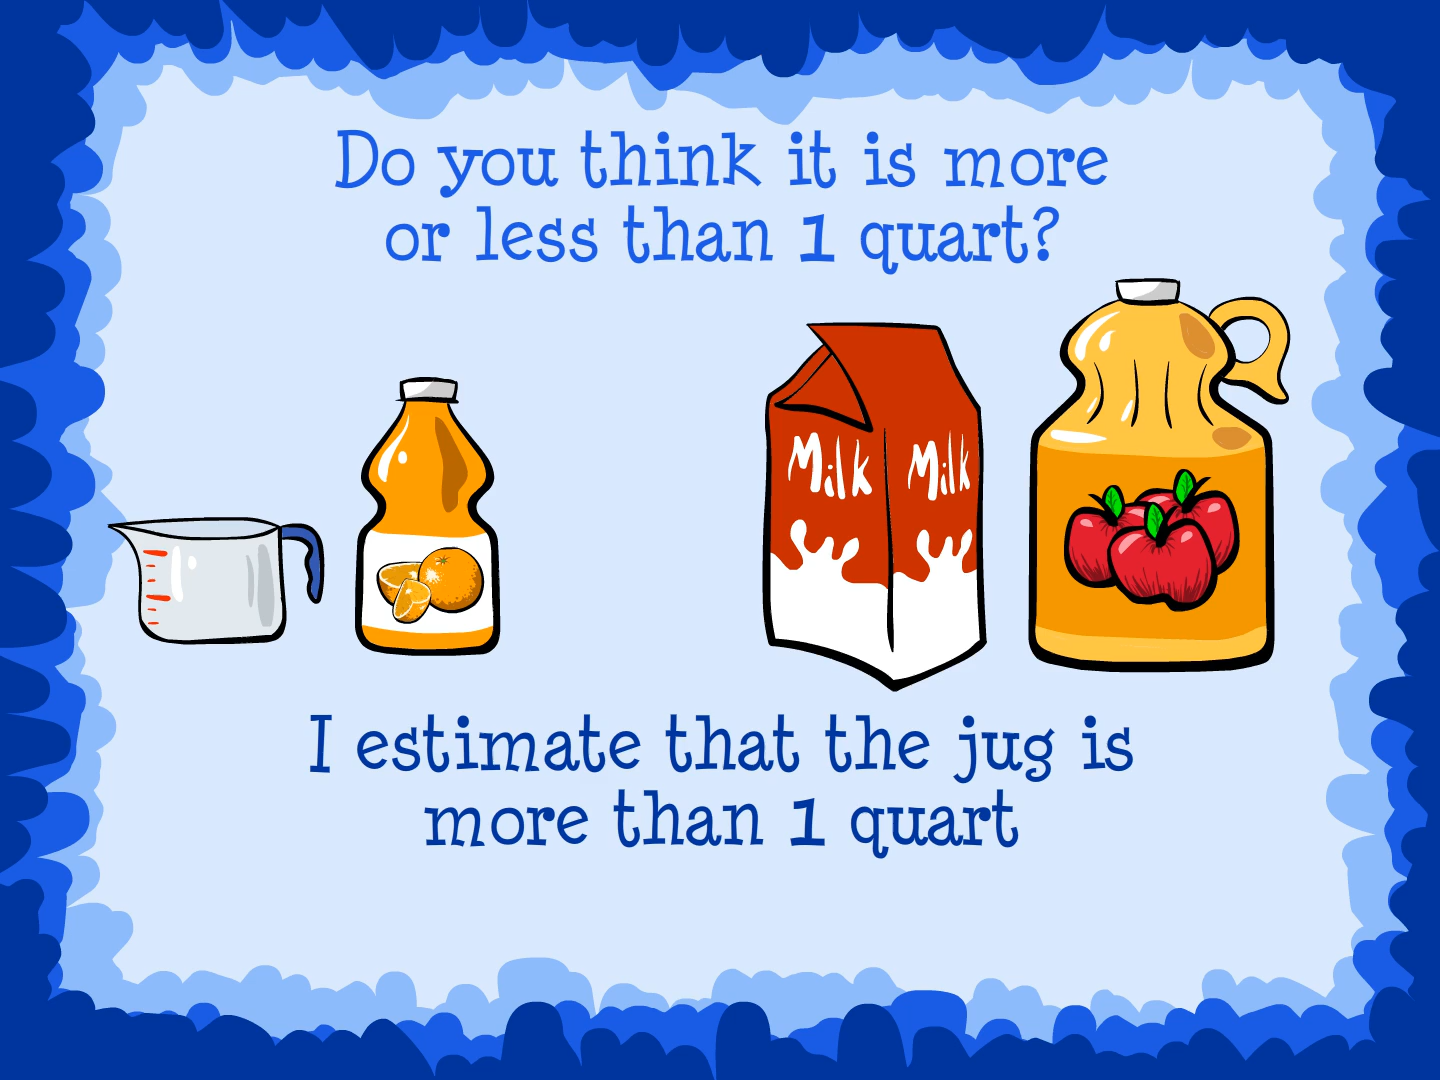 Do you think it is more
or less than 1 quart?
Milk Milk
I estimate that the jug is
more than 1 quart